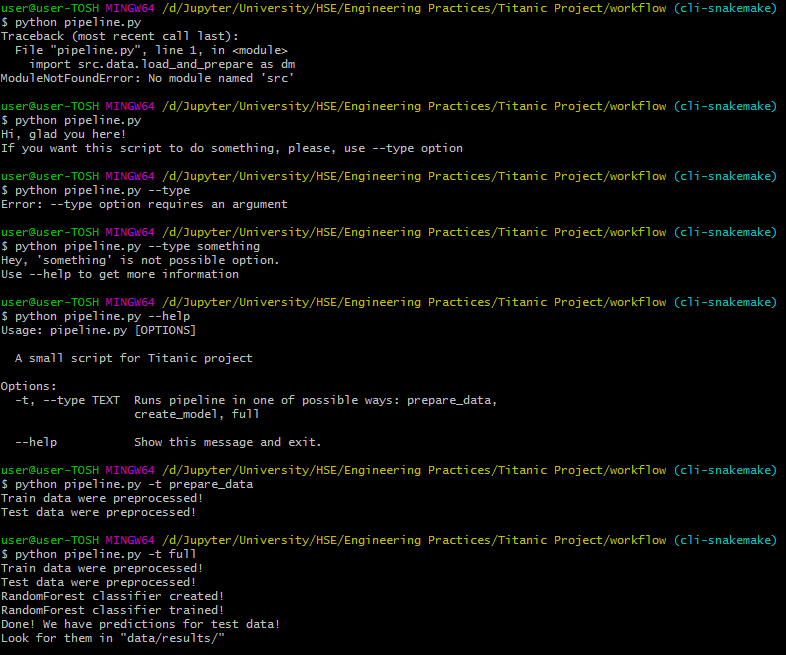 user@user-TOSH MINGW64 /d/Jupyter/University/HSE/Engineering Practices/Titanic Project/workflow (cli-snakemake)
$ python pipeline.py
Traceback (most recent call last):
  File "pipeline.py", line 1, in <module>
    import src.data.load_and_prepare as dm
ModuleNotFoundError: No module named 'src'

user@user-TOSH MINGW64 /d/Jupyter/University/HSE/Engineering Practices/Titanic Project/workflow (cli-snakemake)
$ python pipeline.py
Hi, glad you here!
If you want this script to do something, please, use --type option

user@user-TOSH MINGW64 /d/Jupyter/University/HSE/Engineering Practices/Titanic Project/workflow (cli-snakemake)
$ python pipeline.py --type
Error: --type option requires an argument

user@user-TOSH MINGW64 /d/Jupyter/University/HSE/Engineering Practices/Titanic Project/workflow (cli-snakemake)
$ python pipeline.py --type something
Hey, 'something' is not possible option.
Use --help to get more information

user@user-TOSH MINGW64 /d/Jupyter/University/HSE/Engineering Practices/Titanic Project/workflow (cli-snakemake)
$ python pipeline.py --help
Usage: pipeline.py [OPTIONS]

  A small script for Titanic project

Options:
  -t, --type TEXT  Runs pipeline in one of possible ways: prepare_data,
                   create_model, full

  --help           Show this message and exit.

user@user-TOSH MINGW64 /d/Jupyter/University/HSE/Engineering Practices/Titanic Project/workflow (cli-snakemake)
$ python pipeline.py -t prepare_data
Train data were preprocessed!
Test data were preprocessed!

user@user-TOSH MINGW64 /d/Jupyter/University/HSE/Engineering Practices/Titanic Project/workflow (cli-snakemake)
$ python pipeline.py -t full
Train data were preprocessed!
Test data were preprocessed!
RandomForest classifier created!
RandomForest classifier trained!
Done! We have predictions for test data!
Look for them in "data/results/"